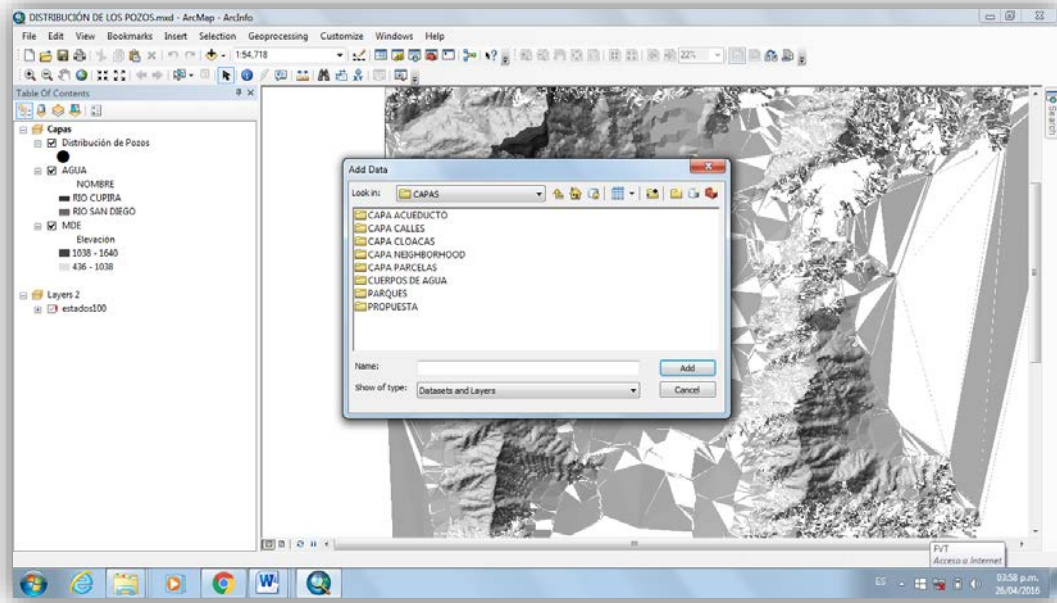 DISTRIBUCIÓN DE LOS POZOS.mxd - ArcMap - ArcInfo
File Edit View Bookmarks Insert Selection Geoprocessing Customize Windows Help
1:54,718
22%
Table Of Contents
Search
Capas
Distribución de Pozos
AGUA
NOMBRE
RIO CUPIRA
RIO SAN DIEGO
MDE
Elevación
1038 - 1640
436 - 1038
Layers 2
estados100
Add Data
Look in: CAPAS
CAPA ACUEDUCTO
CAPA CALLES
CAPA CLOACAS
CAPA NEIGHBORHOOD
CAPA PARCELAS
CUERPOS DE AGUA
PARQUES
PROPUESTA
Name:
Add
Show of type: Datasets and Layers
Cancel
FVT
Acceso a Internet
ES
03:58 p.m.
26/04/2016